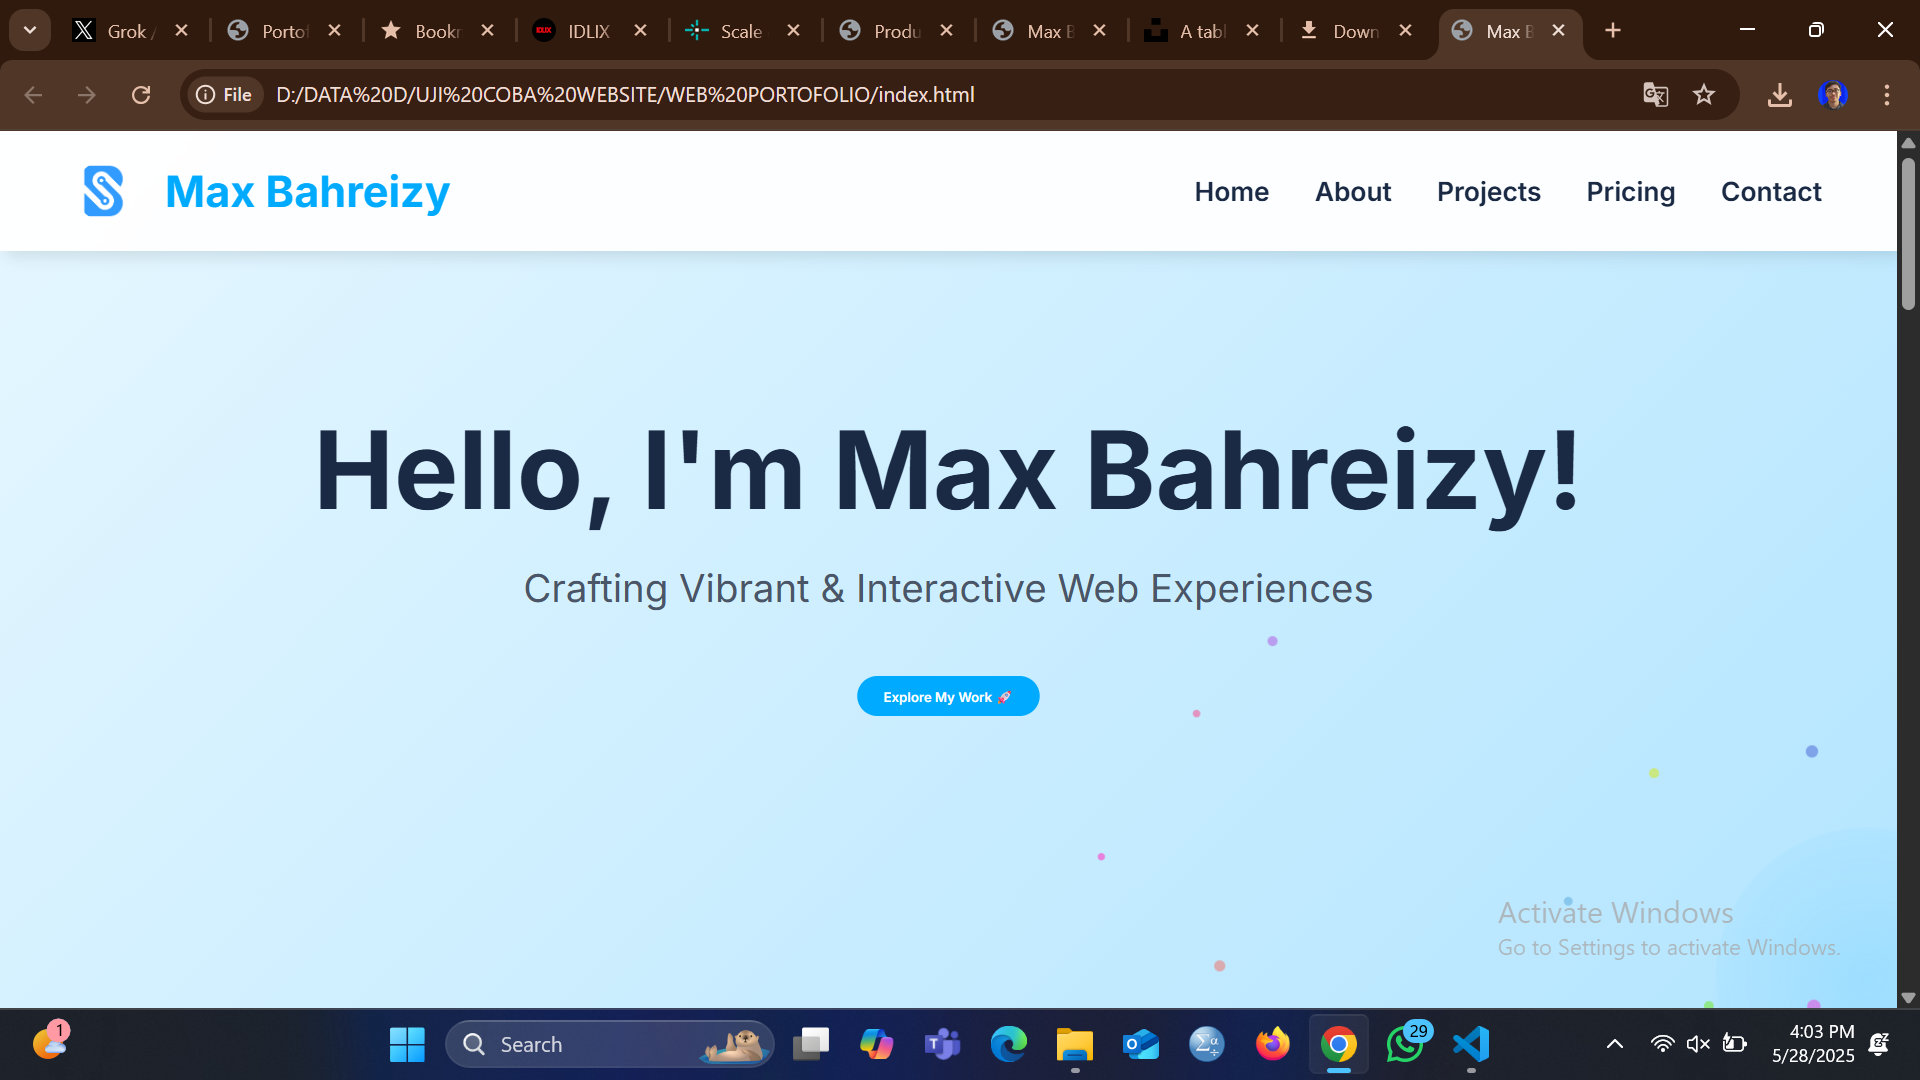 Grok
Portof
Book
IDLIX
Scale
Produ
Max B
A tabl
Down
Max B
File
D:/DATA%20D/UJI%20COBA%20WEBSITE/WEB%20PORTOFOLIO/index.html
Max Bahreizy
Home About Projects Pricing Contact
Hello, I'm Max Bahreizy!
Crafting Vibrant & Interactive Web Experiences
Explore My Work 🚀
Activate Windows
Go to Settings to activate Windows.
1
Search
29
4:03 PM
5/28/2025